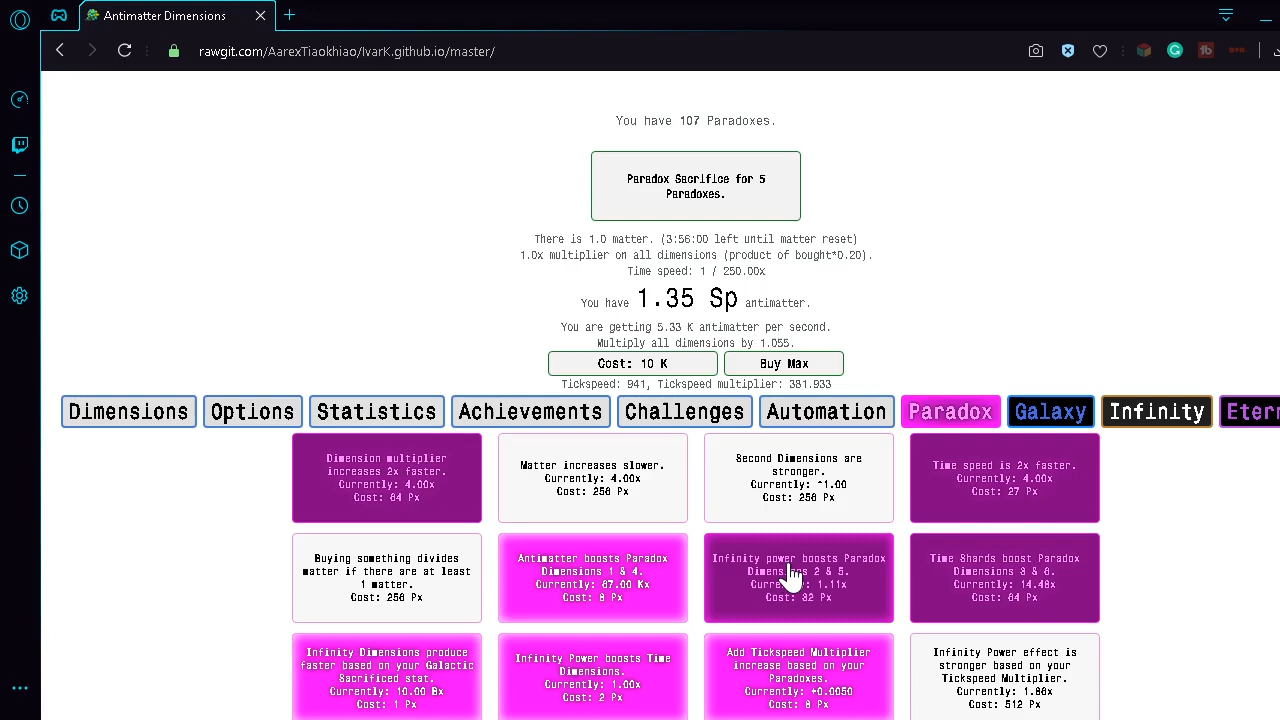 Antimatter Dimensions
rawgit.com/AarexTiaokhiao/IvarK.github.io/master/
You have 107 Paradoxes.
Paradox Sacrifice for 5
Paradoxes.
There is 1.0 matter. (3:56:00 left until matter reset)
1.0x multiplier on all dimensions (product of bought*0.20).
Time speed: 1 / 250.00x
You have 1.35 Sp antimatter.
You are getting 5.33 K antimatter per second.
Multiply all dimensions by 1.055.
Cost: 10 K
Buy Max
Tickspeed: 941, Tickspeed multiplier: 381.933
Dimensions Options Statistics Achievements Challenges Automation Paradox Galaxy Infinity Etern
Dimension multiplier
increases 2x faster.
Currently: 4.00x
Cost: 64 Px
Matter increases slower.
Currently: 4.00x
Cost: 256 Px
Second Dimensions are
stronger.
Currently: ^1.00
Cost: 256 Px
Time speed is 2x faster.
Currently: 4.00x
Cost: 27 Px
Buying something divides
matter if there are at least
1 matter.
Cost: 256 Px
Antimatter boosts Paradox
Dimensions 1 & 4.
Currently: 67.00 Kx
Cost: 8 Px
Infinity power boosts Paradox
Dimensions 2 & 5.
Currently: 1.11x
Cost: 32 Px
Time Shards boost Paradox
Dimensions 3 & 6.
Currently: 14.48x
Cost: 64 Px
Infinity Dimensions produce
faster based on your Galactic
Sacrificed stat.
Currently: 10.00 Bx
Cost: 1 Px
Infinity Power boosts Time
Dimensions.
Currently: 1.00x
Cost: 2 Px
Add Tickspeed Multiplier
increase based on your
Paradoxes.
Currently: +0.0050
Cost: 8 Px
Infinity Power effect is
stronger based on your
Tickspeed Multiplier.
Currently: 1.86x
Cost: 512 Px